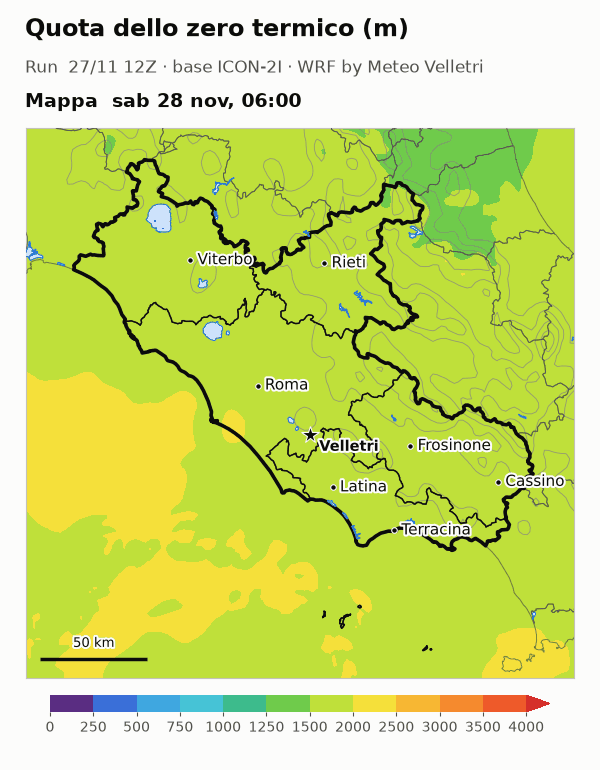 Quota dello zero termico (m)
Run  27/11 12Z · base ICON-2I · WRF by Meteo Velletri
Mappa  sab 28 nov, 06:00
Viterbo
Rieti
Roma
Velletri
Frosinone
Latina
Cassino
Terracina
50 km
0 250 500 750 1000 1250 1500 2000 2500 3000 3500 4000